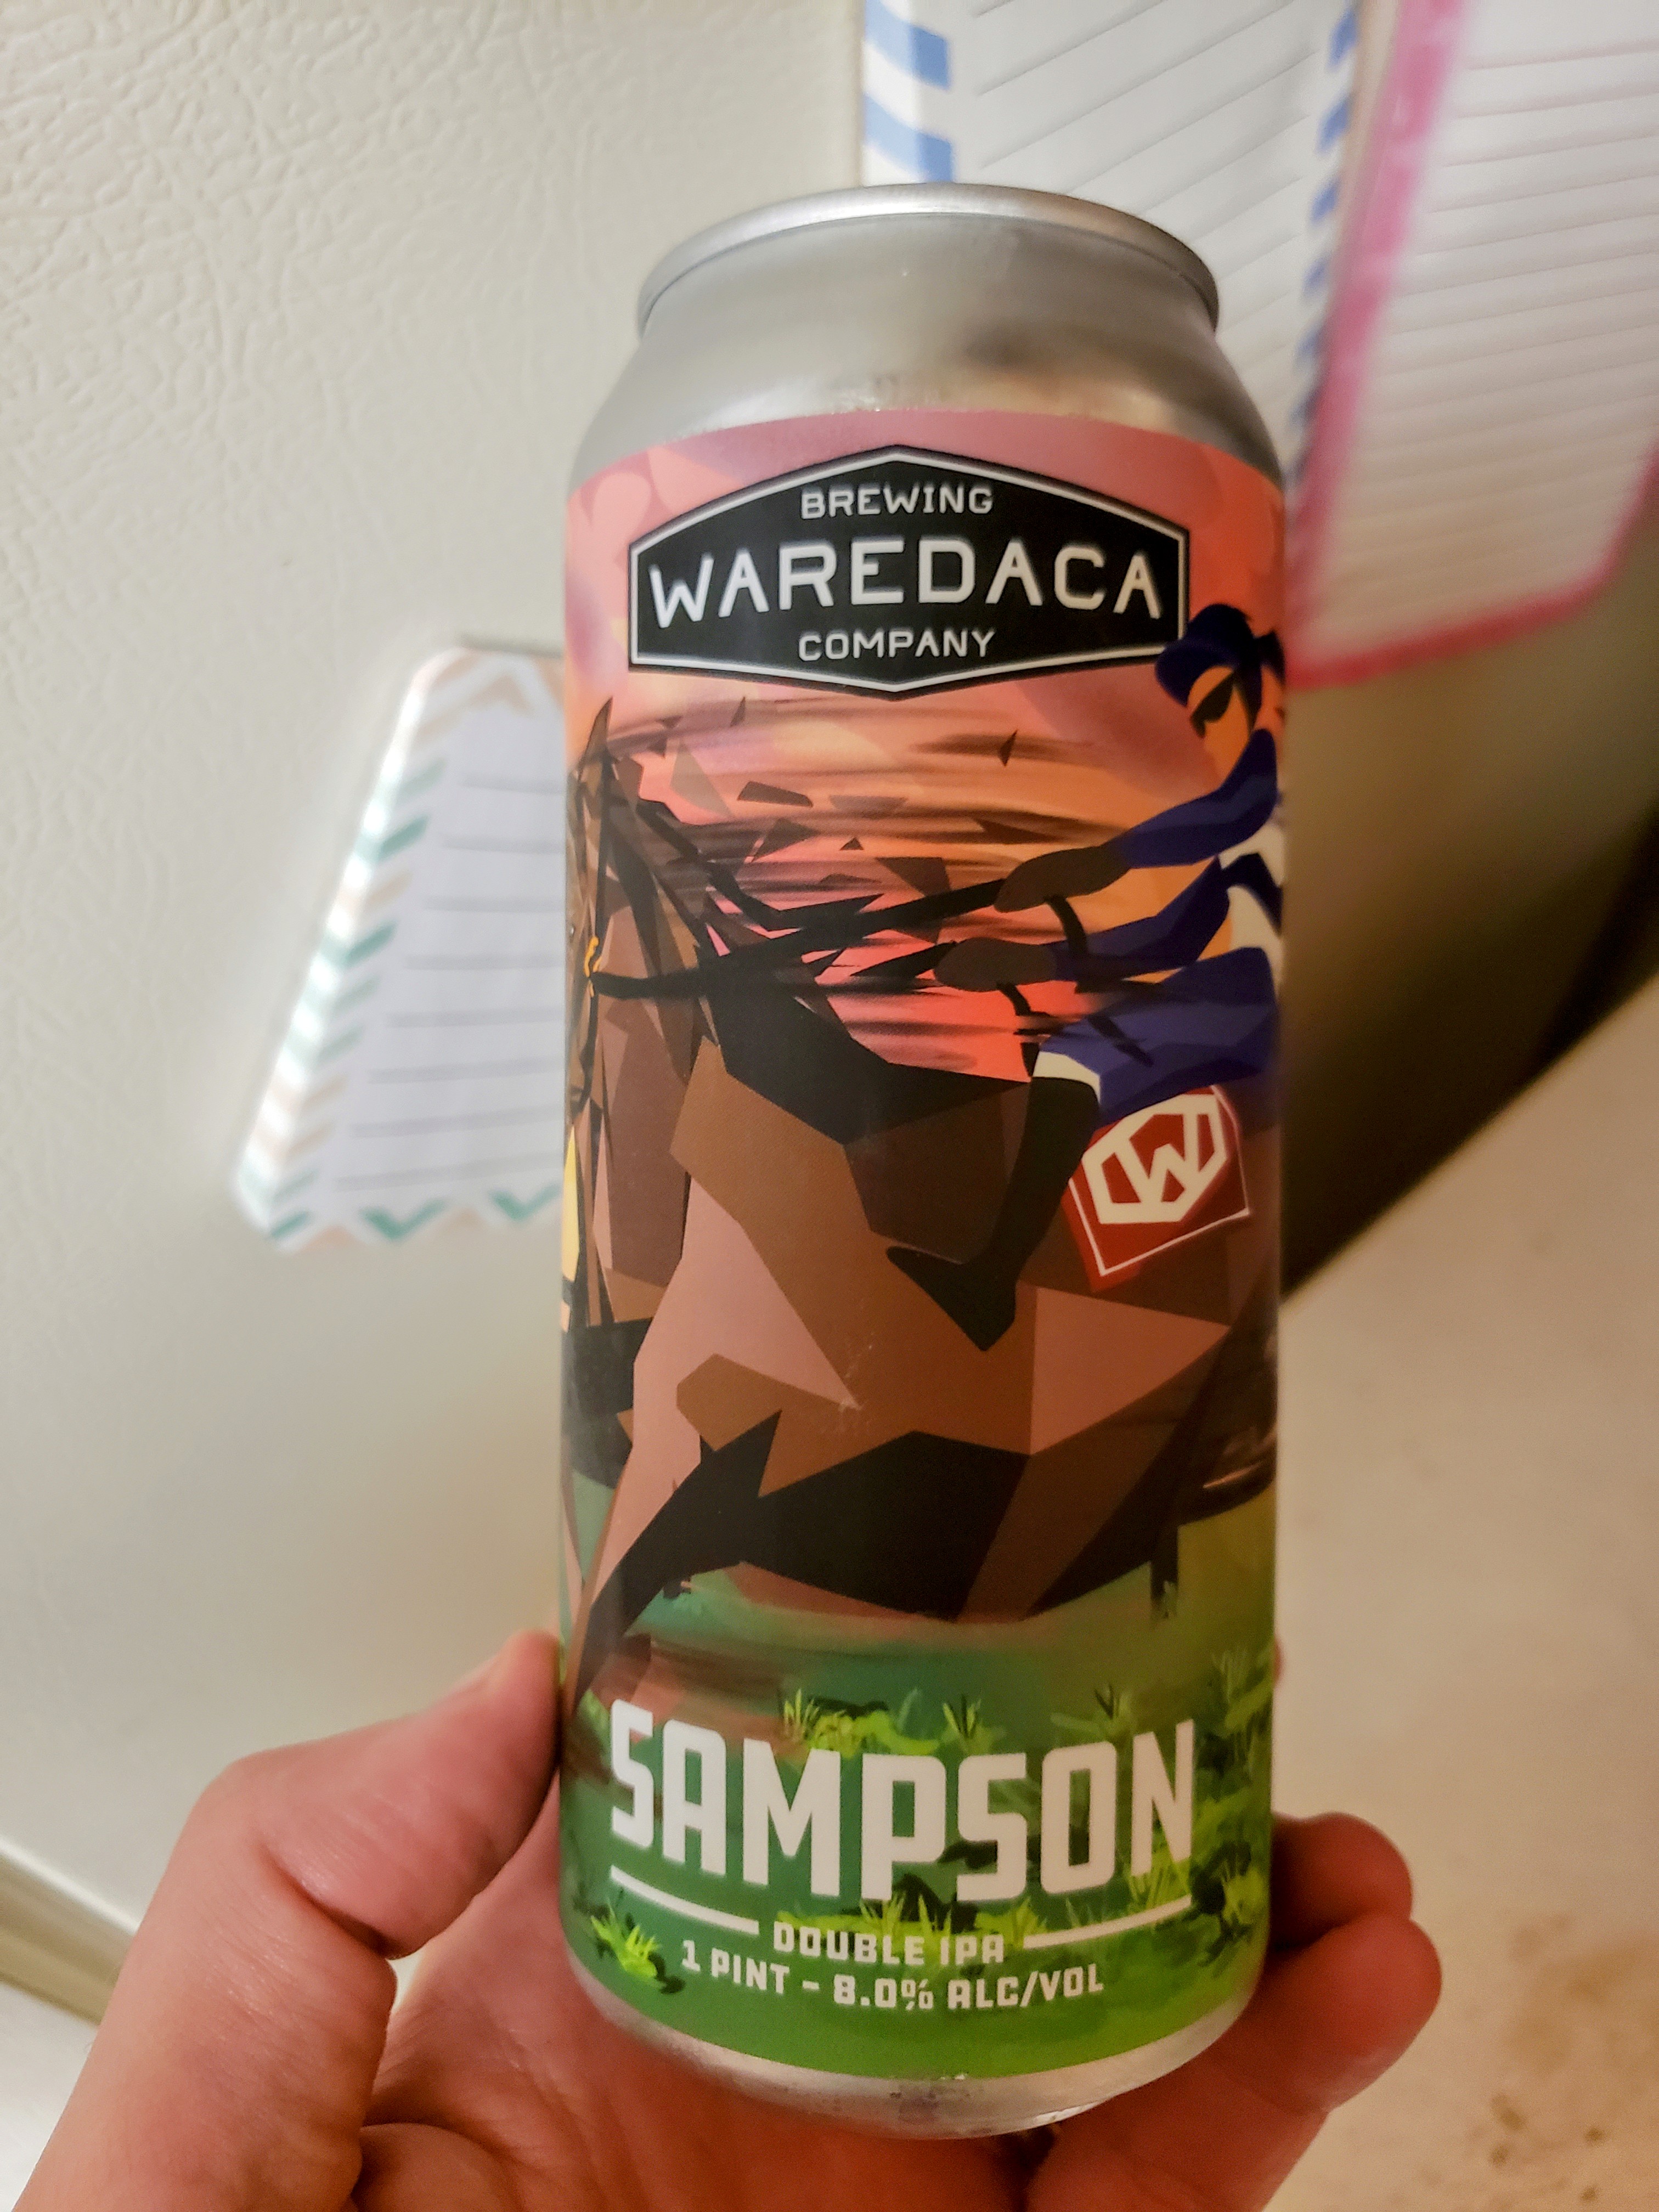 BREWING
WAREDACA
COMPANY
W
SAMPSON
DOUBLE IPA
1 PINT - 8.0% ALC/VOL